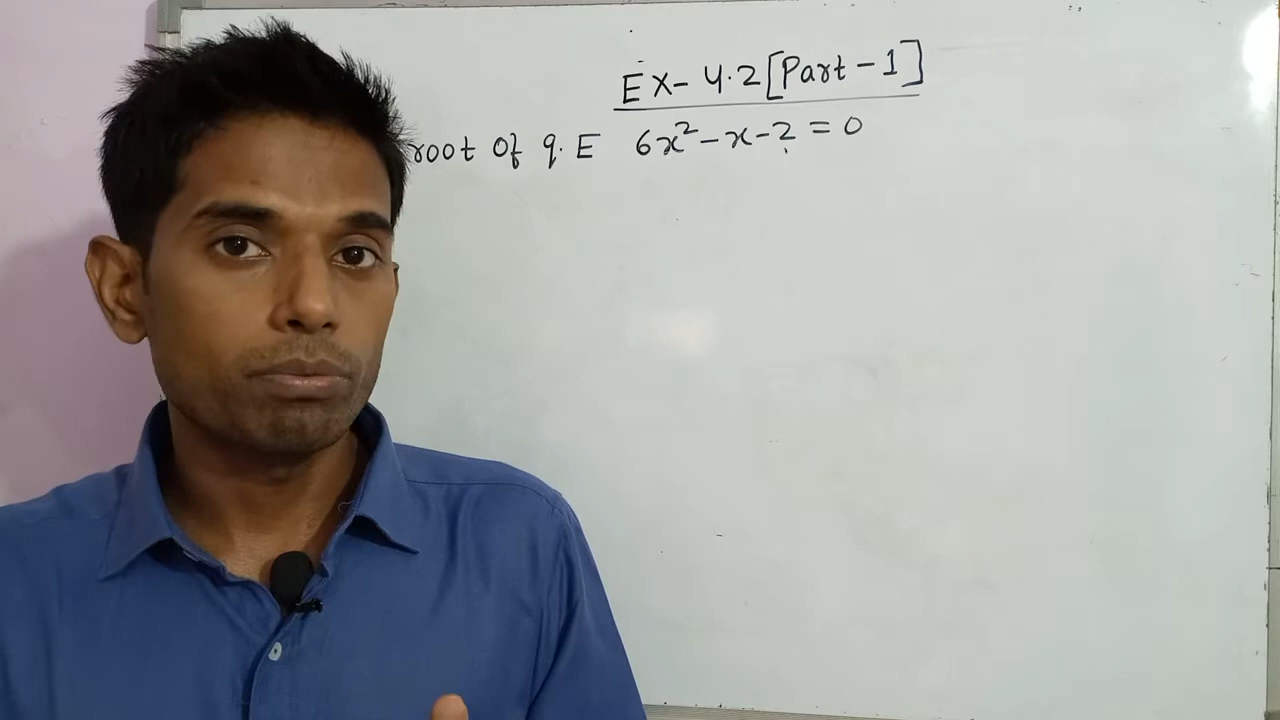 EX- 4.2 [Part - 1]
root of q. E 6x² - x - 2 = 0